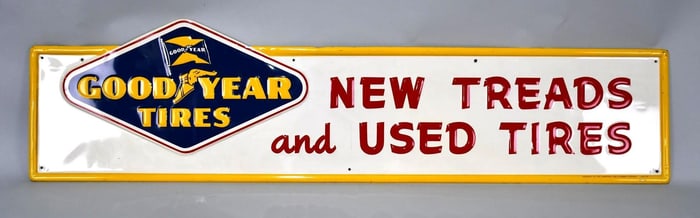 GOOD YEAR
GOOD YEAR
TIRES
NEW TREADS
and USED TIRES